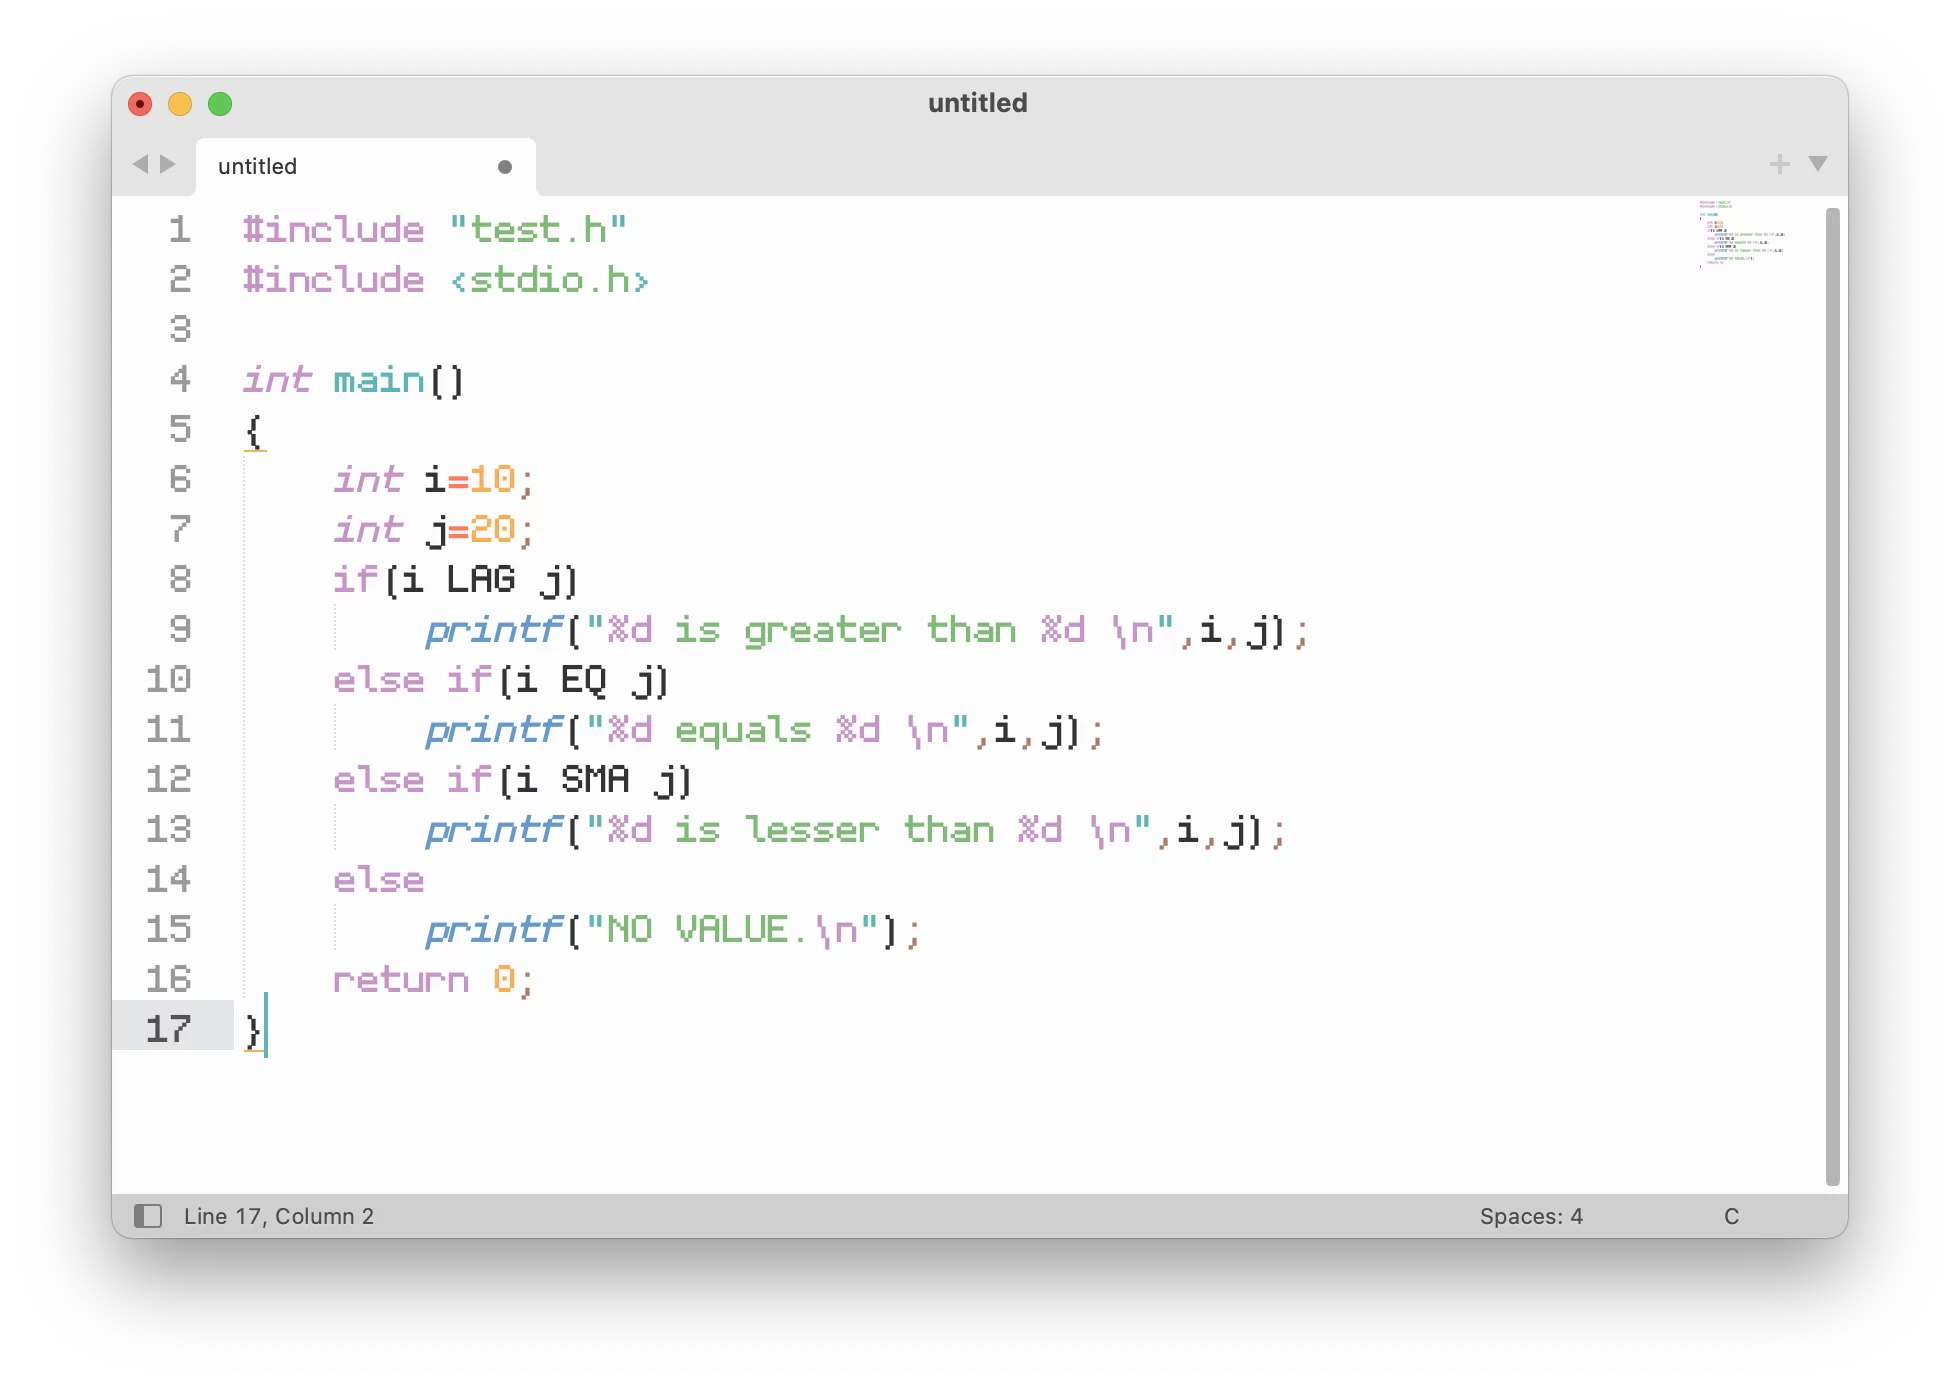 untitled
untitled
1 #include "test.h"
2 #include <stdio.h>
3
4 int main()
5 {
6     int i=10;
7     int j=20;
8     if(i LAG j)
9         printf("%d is greater than %d \n",i,j);
10     else if(i EQ j)
11         printf("%d equals %d \n",i,j);
12     else if(i SMA j)
13         printf("%d is lesser than %d \n",i,j);
14     else
15         printf("NO VALUE.\n");
16     return 0;
17 }
Line 17, Column 2 Spaces: 4 C